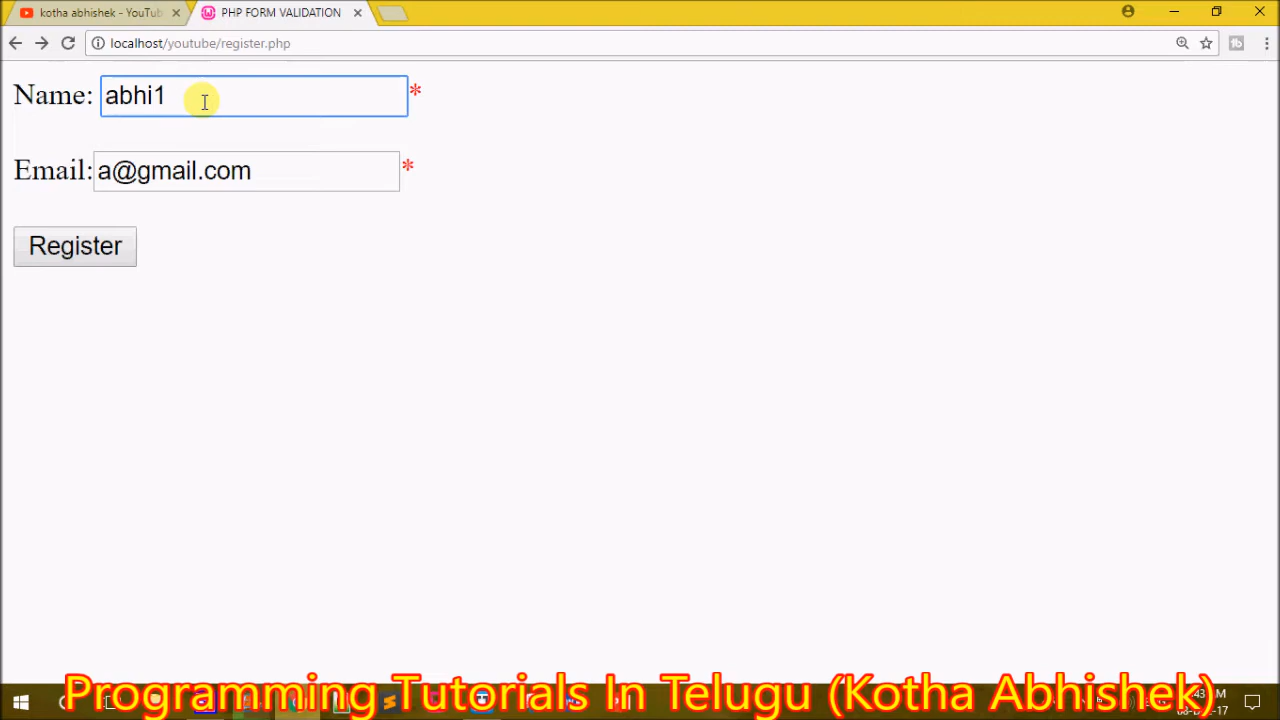 kotha abhishek - YouTub
PHP FORM VALIDATION
localhost/youtube/register.php
Name: abhi1 *
Email: a@gmail.com *
Register
Programming Tutorials In Telugu (Kotha Abhishek)